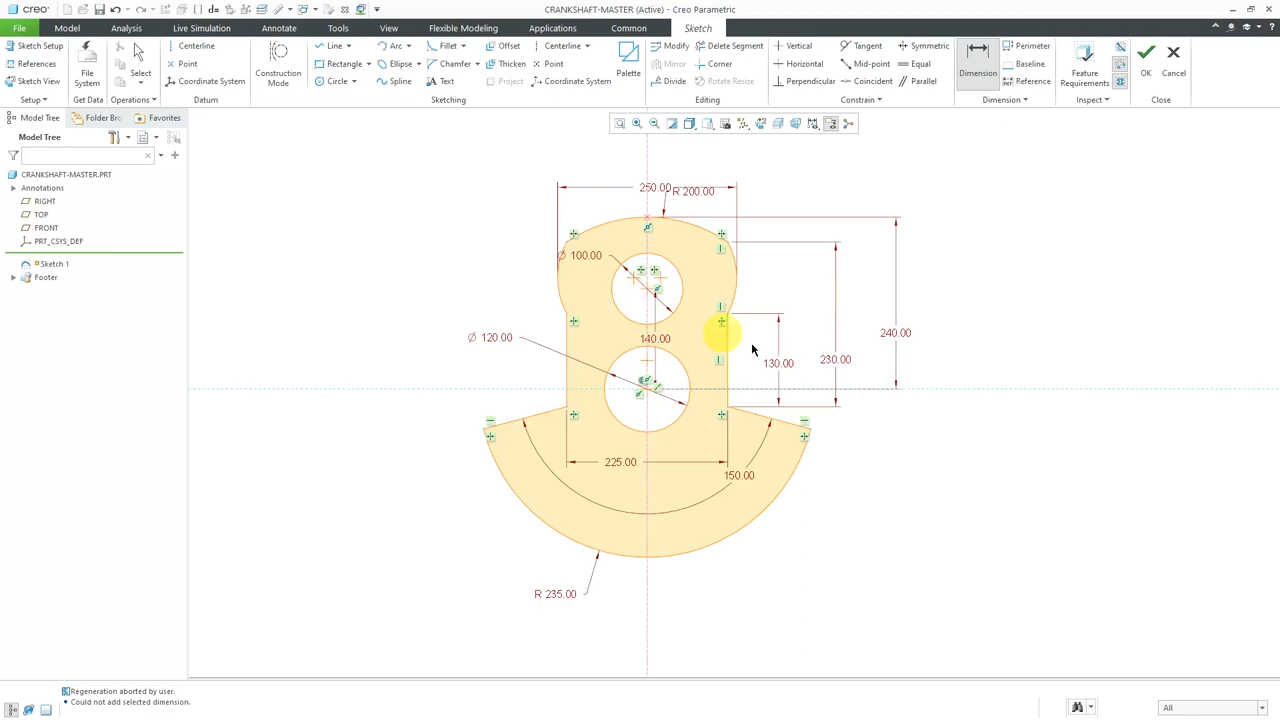 creo
CRANKSHAFT-MASTER (Active) - Creo Parametric
File Model Analysis Live Simulation Annotate Tools View Flexible Modeling Applications Common Sketch
Sketch Setup
References
Sketch View
Setup
File System
Get Data
Select
Operations
Centerline
Point
Coordinate System
Datum
Construction Mode
Line
Rectangle
Circle
Arc
Ellipse
Spline
Fillet
Chamfer
Text
Offset
Thicken
Project
Centerline
Point
Coordinate System
Sketching
Palette
Modify
Mirror
Divide
Delete Segment
Corner
Rotate Resize
Editing
Vertical
Horizontal
Perpendicular
Tangent
Mid-point
Coincident
Symmetric
Equal
Parallel
Constrain
Dimension
Perimeter
Baseline
Reference
Dimension
Feature Requirements
Inspect
OK
Cancel
Close
Model Tree Folder Bro Favorites
Model Tree
CRANKSHAFT-MASTER.PRT
Annotations
RIGHT
TOP
FRONT
PRT_CSYS_DEF
Sketch 1
Footer
250.00
R 200.00
Ø 100.00
Ø 120.00
140.00
240.00
230.00
130.00
225.00
150.00
R 235.00
Regeneration aborted by user.
• Could not add selected dimension.
All